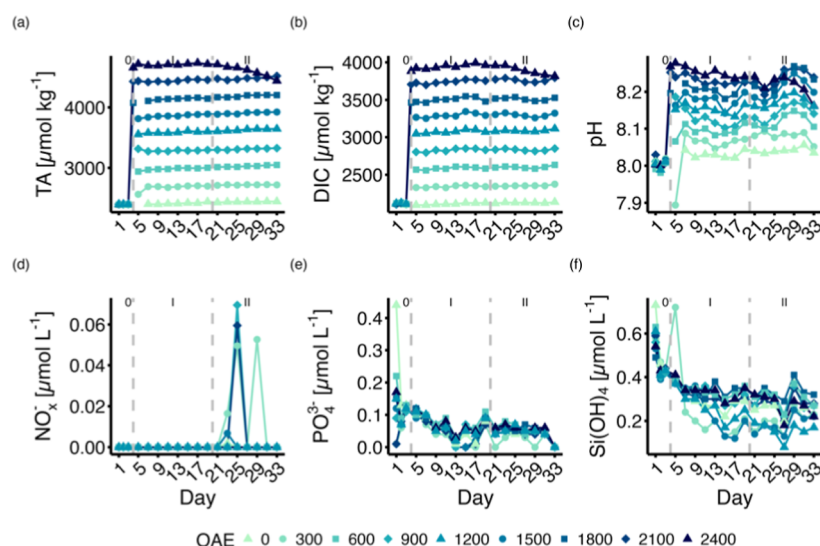 (a) (b) (c)
0 I II 0 I II 0 I II
TA [µmol kg⁻¹]
4000
3000
DIC [µmol kg⁻¹]
4000
3500
3000
2500
pH
8.2
8.1
8.0
7.9
1 5 9 13 17 21 25 29 33 1 5 9 13 17 21 25 29 33 1 5 9 13 17 21 25 29 33
(d) (e) (f)
0 I II 0 I II 0 I II
NOₓ⁻ [µmol L⁻¹]
0.06
0.04
0.02
0.00
PO₄³⁻ [µmol L⁻¹]
0.4
0.3
0.2
0.1
0.0
Si(OH)₄ [µmol L⁻¹]
0.6
0.4
0.2
1 5 9 13 17 21 25 29 33 1 5 9 13 17 21 25 29 33 1 5 9 13 17 21 25 29 33
Day Day Day
OAE 0 300 600 900 1200 1500 1800 2100 2400